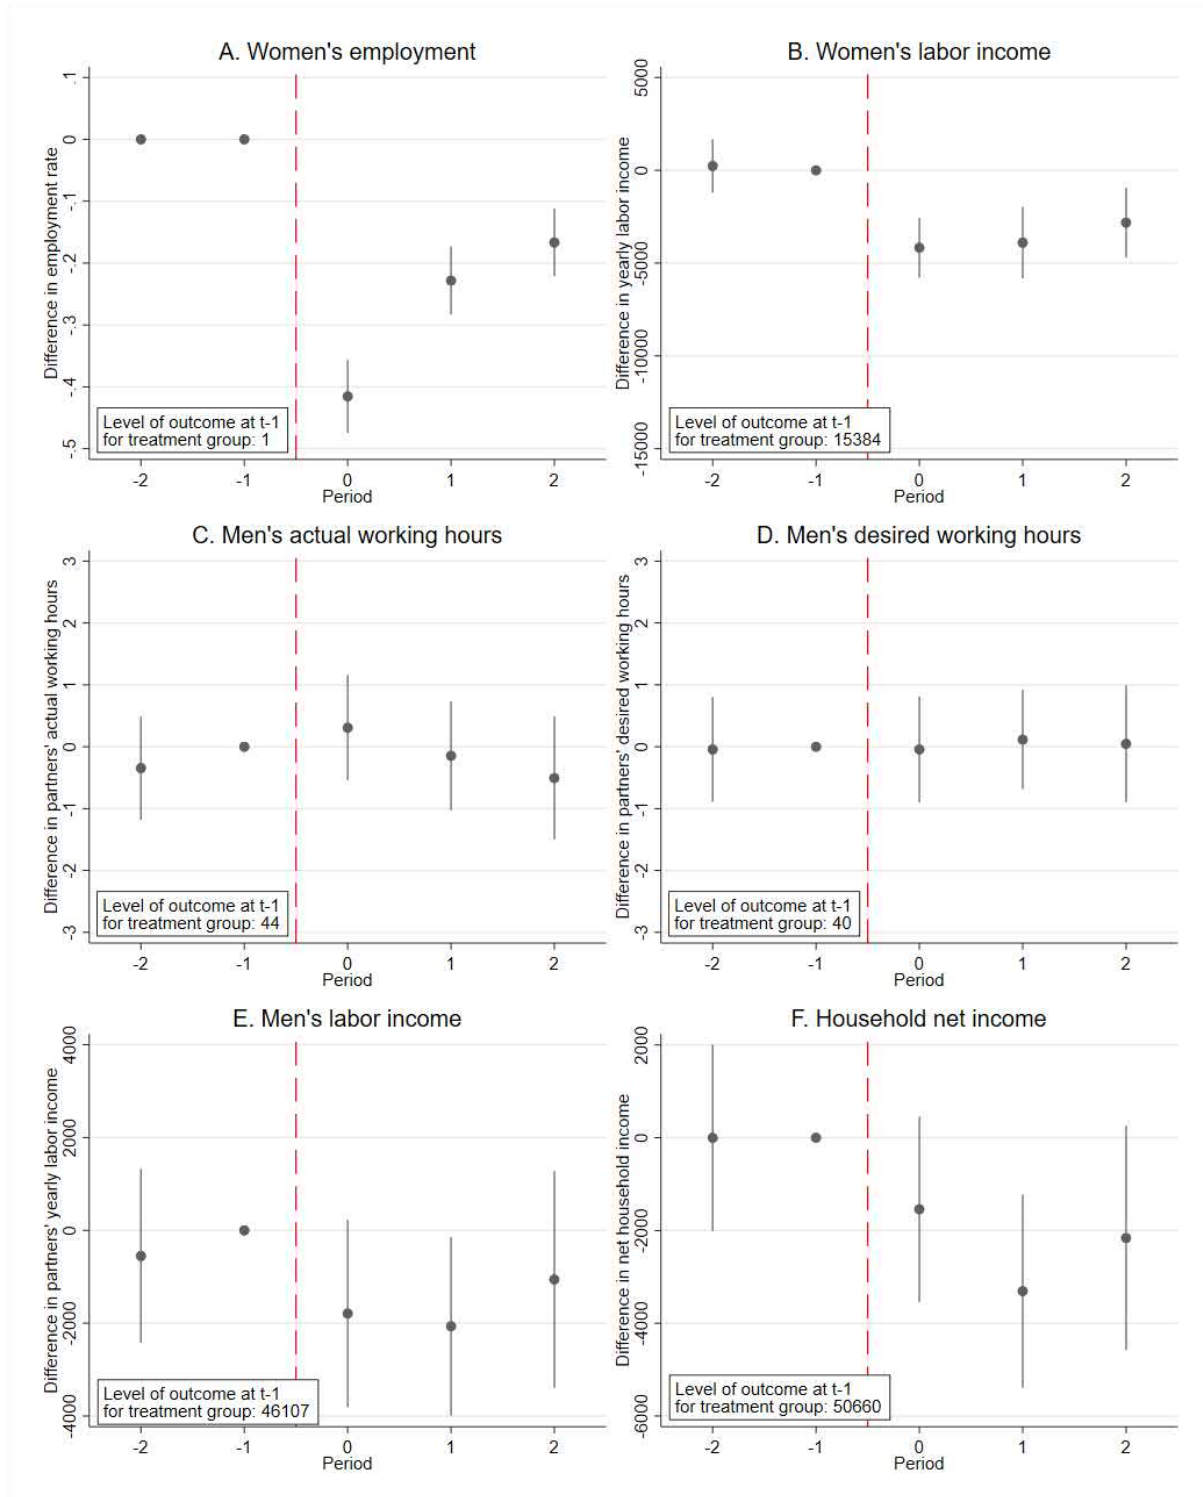 A. Women's employment
Difference in employment rate
.1
0
-.1
-.2
-.3
-.4
-.5
Level of outcome at t-1
for treatment group: 1
-2 -1 0 1 2
Period
B. Women's labor income
Difference in yearly labor income
5000
0
-5000
-10000
-15000
Level of outcome at t-1
for treatment group: 15384
-2 -1 0 1 2
Period
C. Men's actual working hours
Difference in partners' actual working hours
3
2
1
0
-1
-2
-3
Level of outcome at t-1
for treatment group: 44
-2 -1 0 1 2
Period
D. Men's desired working hours
Difference in partners' desired working hours
3
2
1
0
-1
-2
-3
Level of outcome at t-1
for treatment group: 40
-2 -1 0 1 2
Period
E. Men's labor income
Difference in partners' yearly labor income
4000
2000
0
-2000
-4000
Level of outcome at t-1
for treatment group: 46107
-2 -1 0 1 2
Period
F. Household net income
Difference in net household income
2000
0
-2000
-4000
-6000
Level of outcome at t-1
for treatment group: 50660
-2 -1 0 1 2
Period